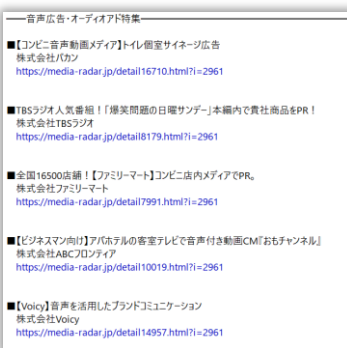 ――音声広告・オーディオアド特集――
■【コンビニ音声動画メディア】トイレ個室サイネージ広告
株式会社バカン
https://media-radar.jp/detail16710.html?i=2961
■TBSラジオ人気番組！「爆笑問題の日曜サンデー」本編内で貴社商品をPR！
株式会社TBSラジオ
https://media-radar.jp/detail8179.html?i=2961
■全国16500店舗！【ファミリーマート】コンビニ店内メディアでPR。
株式会社ファミリーマート
https://media-radar.jp/detail7991.html?i=2961
■【ビジネスマン向け】アパホテルの客室テレビで音声付き動画CM『おもチャンネル』
株式会社ABCフロンティア
https://media-radar.jp/detail10019.html?i=2961
■【Voicy】音声を活用したブランドコミュニケーション
株式会社Voicy
https://media-radar.jp/detail14957.html?i=2961